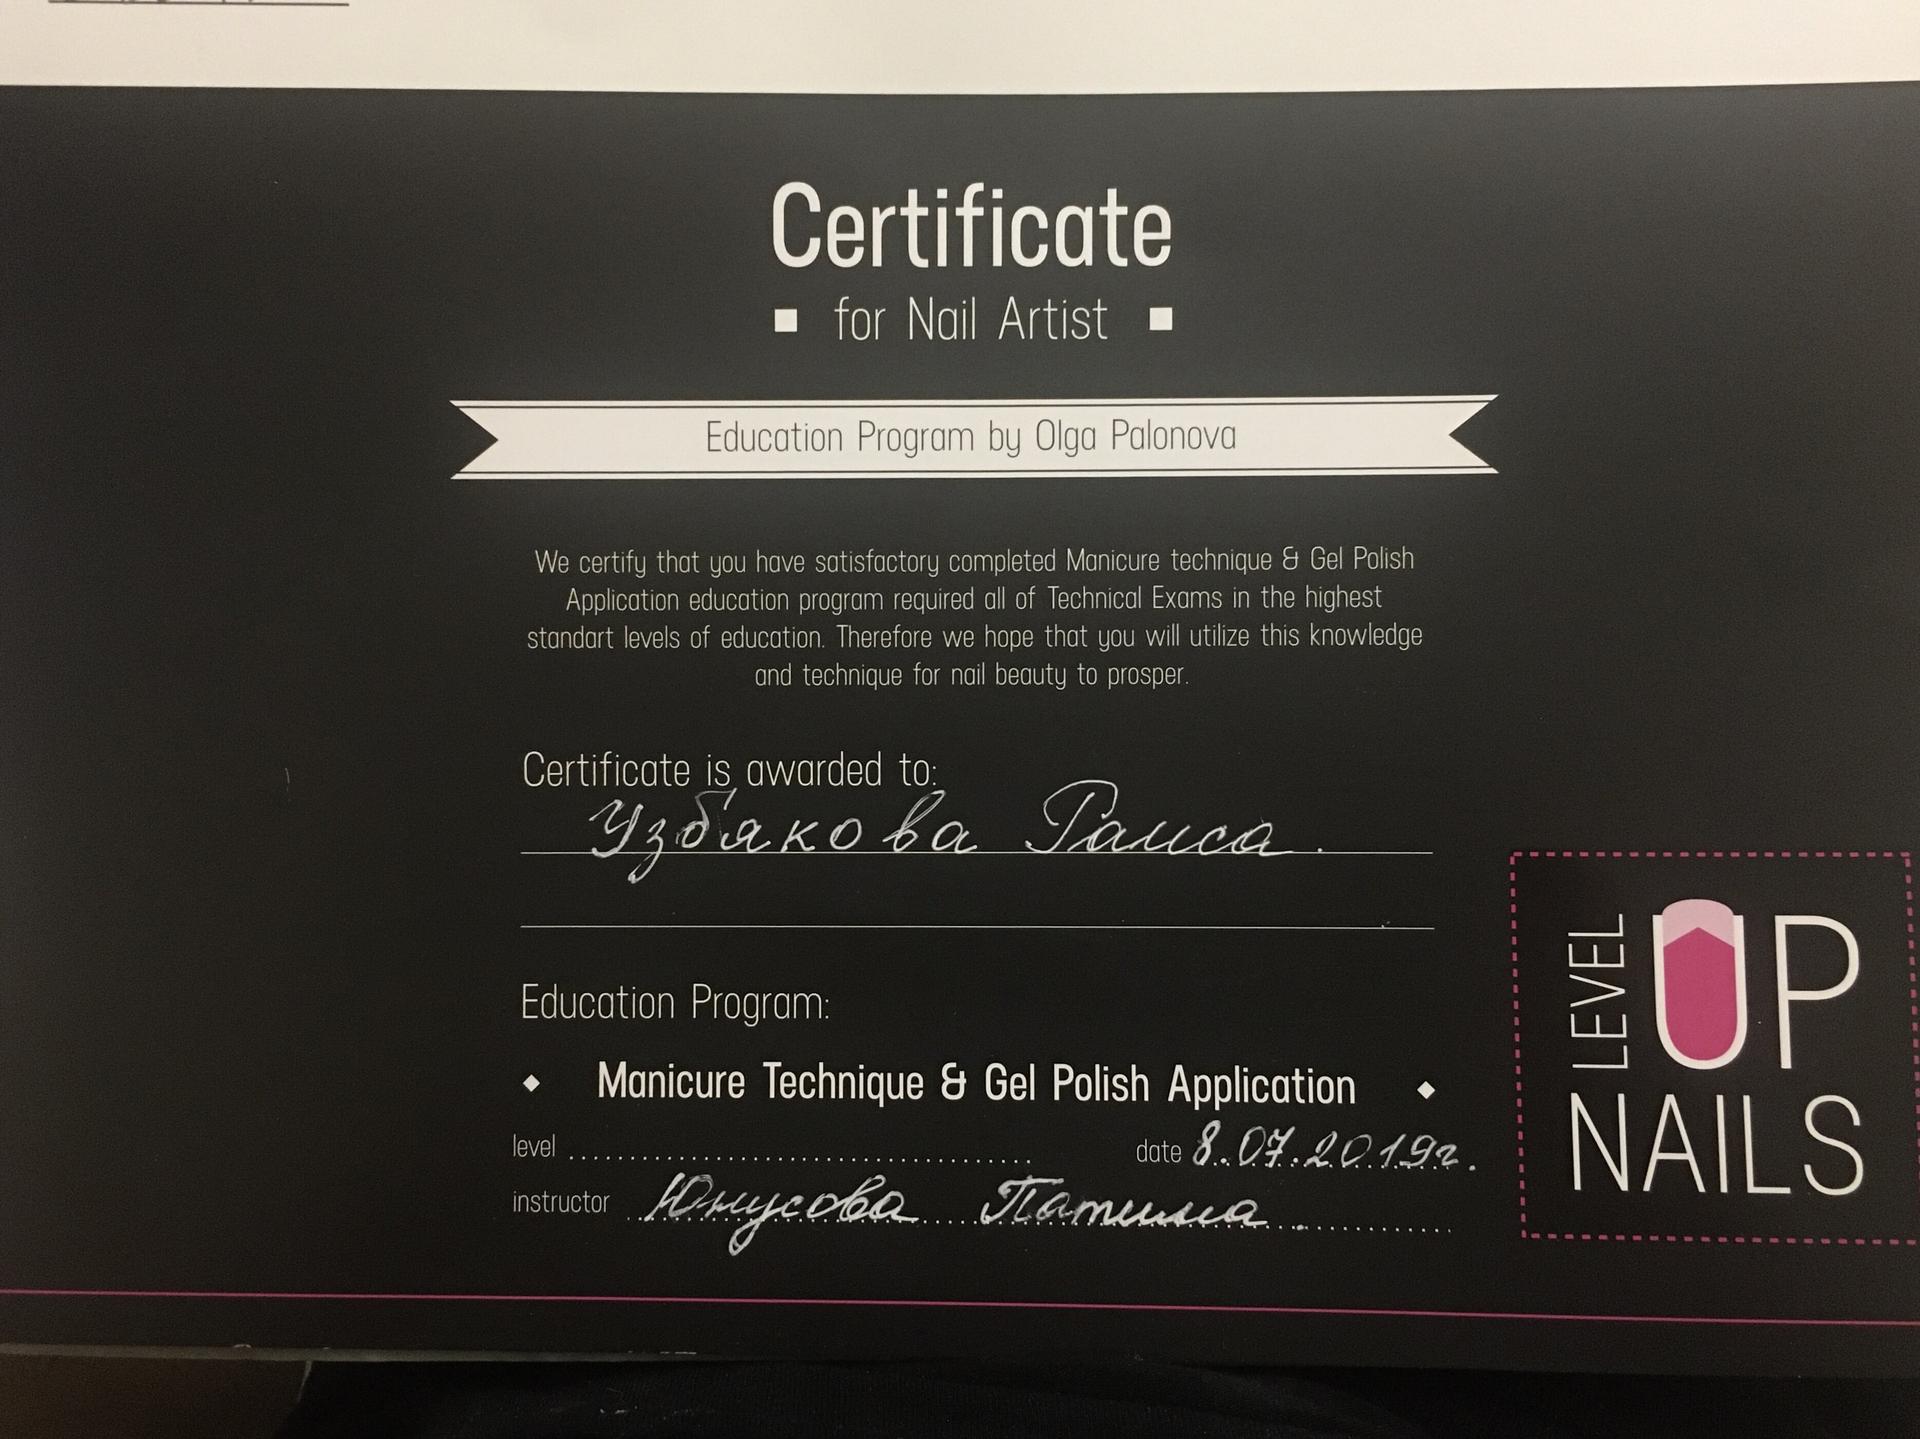 Certificate
for Nail Artist
Education Program by Olga Palonova
We certify that you have satisfactory completed Manicure technique & Gel Polish
Application education program required all of Technical Exams in the highest
standart levels of education. Therefore we hope that you will utilize this knowledge
and technique for nail beauty to prosper.
Certificate is awarded to:
Узбякова Раиса.
Education Program:
Manicure Technique & Gel Polish Application
level
date 8.07.2019г.
instructor Юнусова
LEVEL
UP
NAILS